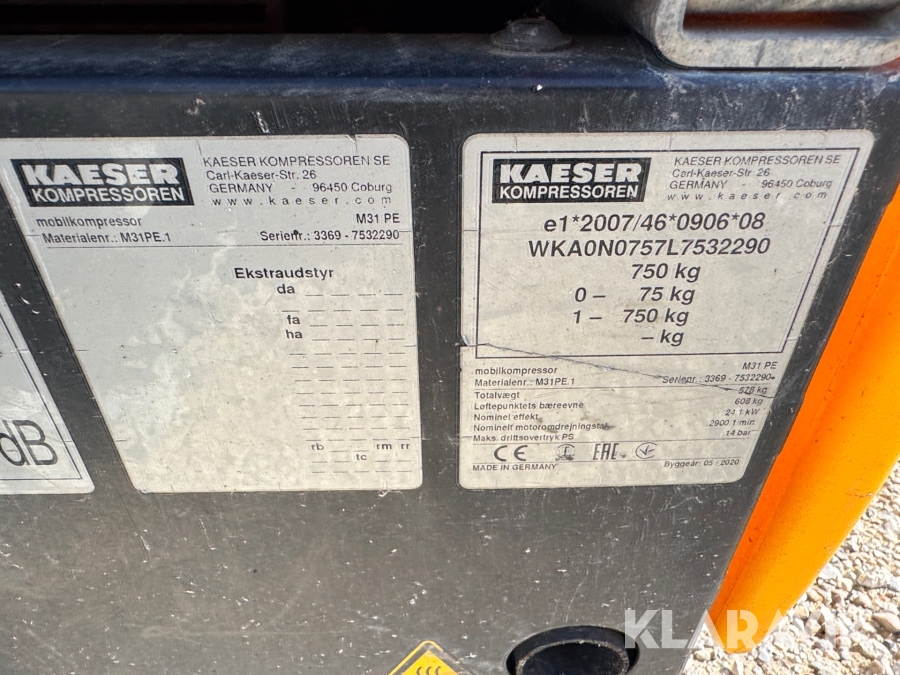 KAESER
KOMPRESSOREN
KAESER KOMPRESSOREN SE
Carl-Kaeser-Str. 26
GERMANY - 96450 Coburg
www.kaeser.com
mobilkompressor M31 PE
Materialenr.: M31PE.1 Serienr.: 3369 - 7532290
Ekstraudstyr
da
fa
ha
rb rm rr
tc
dB
KAESER
KOMPRESSOREN
KAESER KOMPRESSOREN SE
Carl-Kaeser-Str. 26
GERMANY - 96450 Coburg
www.kaeser.com
e1*2007/46*0906*08
WKA0N0757L7532290
750 kg
0 – 75 kg
1 – 750 kg
– kg
mobilkompressor M31 PE
Materialenr.: M31PE.1 Serienr.: 3369 - 7532290
Totalvægt 578 kg
Løftepunktets bæreevne 608 kg
Nominel effekt 24.1 kW
Nominelt motoromdrejningstal 2900 1/min
Maks. driftsovertryk PS 14 bar
CE EAC
MADE IN GERMANY Byggeår: 05 / 2020
KLARAVIK